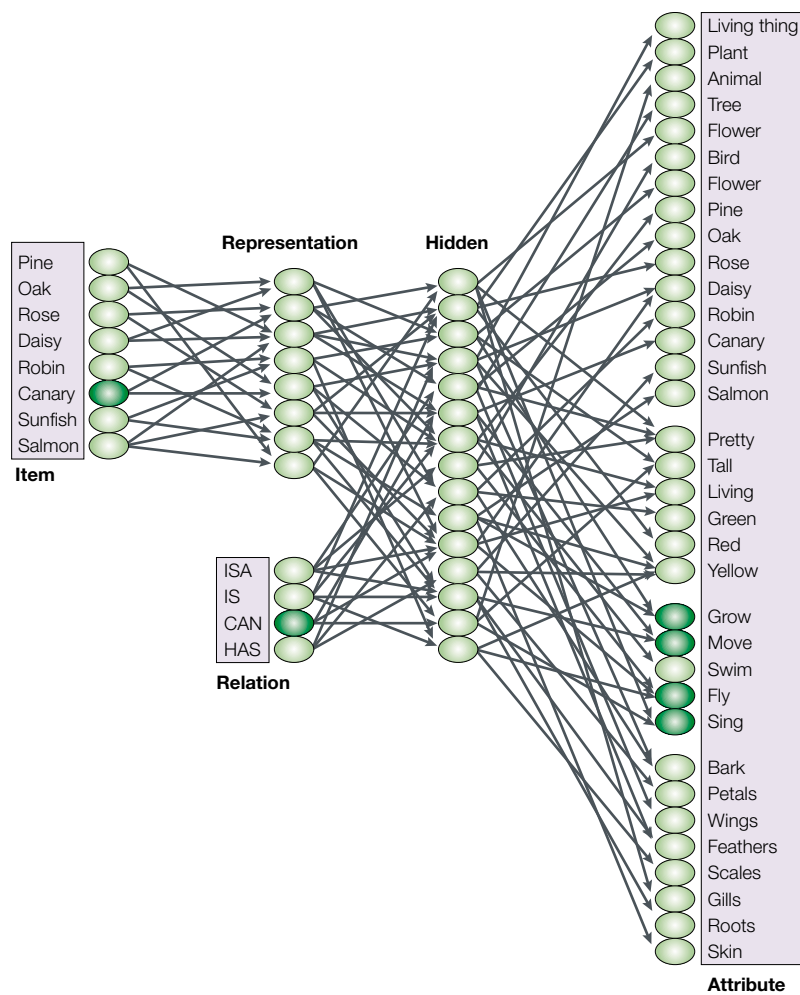 Representation
Hidden
Pine
Oak
Rose
Daisy
Robin
Canary
Sunfish
Salmon
Item
ISA
IS
CAN
HAS
Relation
Living thing
Plant
Animal
Tree
Flower
Bird
Flower
Pine
Oak
Rose
Daisy
Robin
Canary
Sunfish
Salmon
Pretty
Tall
Living
Green
Red
Yellow
Grow
Move
Swim
Fly
Sing
Bark
Petals
Wings
Feathers
Scales
Gills
Roots
Skin
Attribute